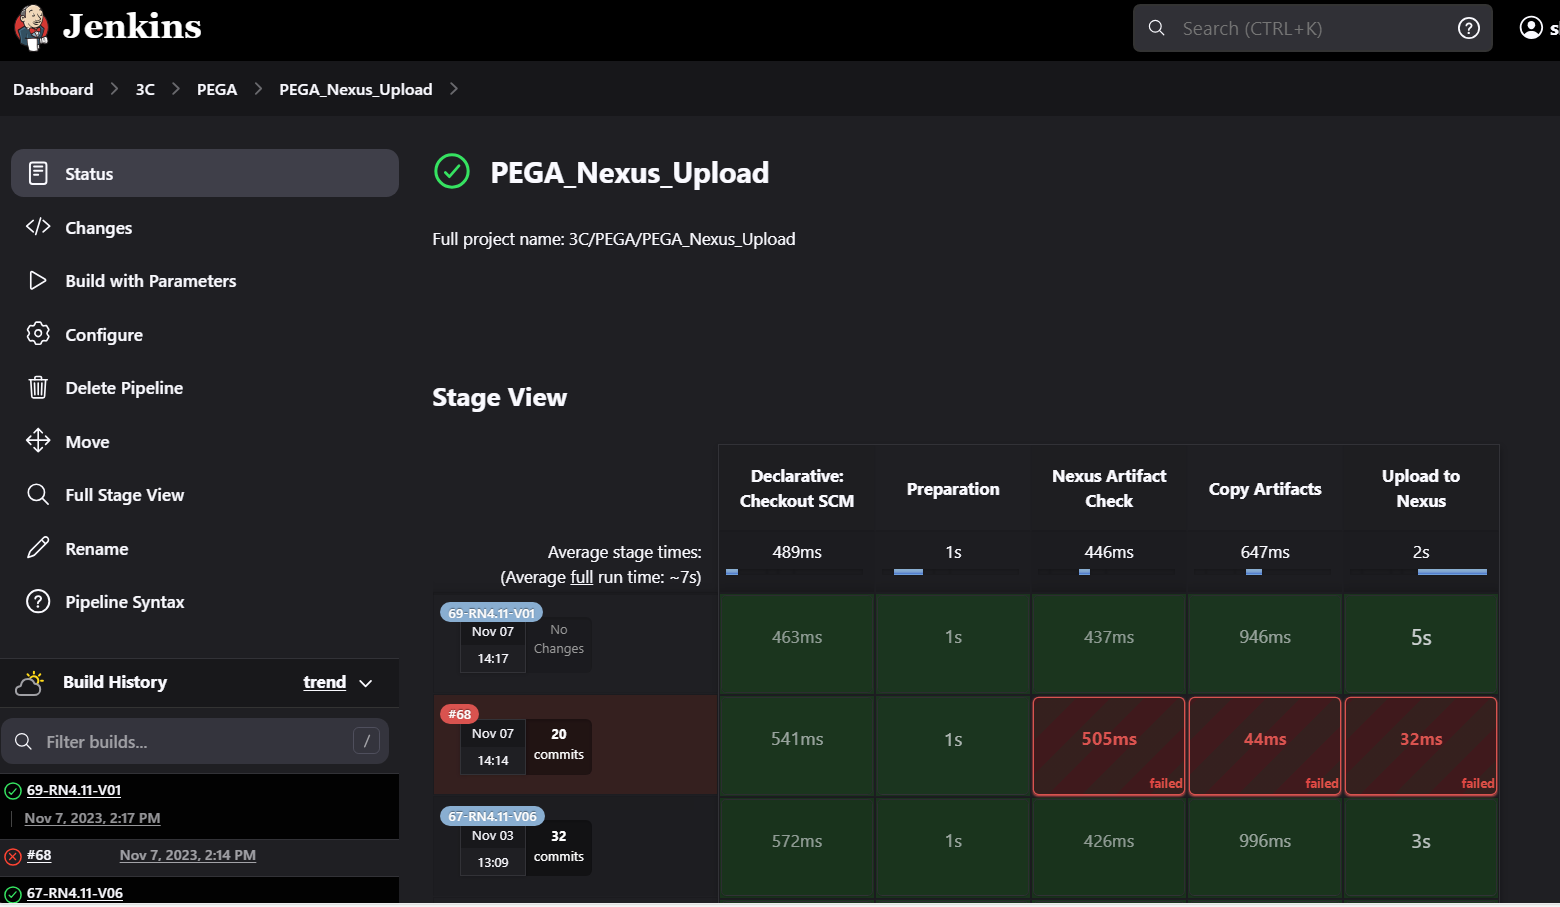 Jenkins
Search (CTRL+K)
Dashboard
3C
PEGA
PEGA_Nexus_Upload
Status
Changes
Build with Parameters
Configure
Delete Pipeline
Move
Full Stage View
Rename
Pipeline Syntax
Build History
trend
Filter builds...
/
69-RN4.11-V01
Nov 7, 2023, 2:17 PM
#68
Nov 7, 2023, 2:14 PM
67-RN4.11-V06
PEGA_Nexus_Upload
Full project name: 3C/PEGA/PEGA_Nexus_Upload
Stage View
Declarative:
Checkout SCM
Preparation
Nexus Artifact
Check
Copy Artifacts
Upload to
Nexus
Average stage times:
(Average full run time: ~7s)
489ms
1s
446ms
647ms
2s
69-RN4.11-V01
Nov 07
14:17
No
Changes
463ms
1s
437ms
946ms
5s
#68
Nov 07
14:14
20
commits
541ms
1s
505ms
failed
44ms
failed
32ms
failed
67-RN4.11-V06
Nov 03
13:09
32
commits
572ms
1s
426ms
996ms
3s